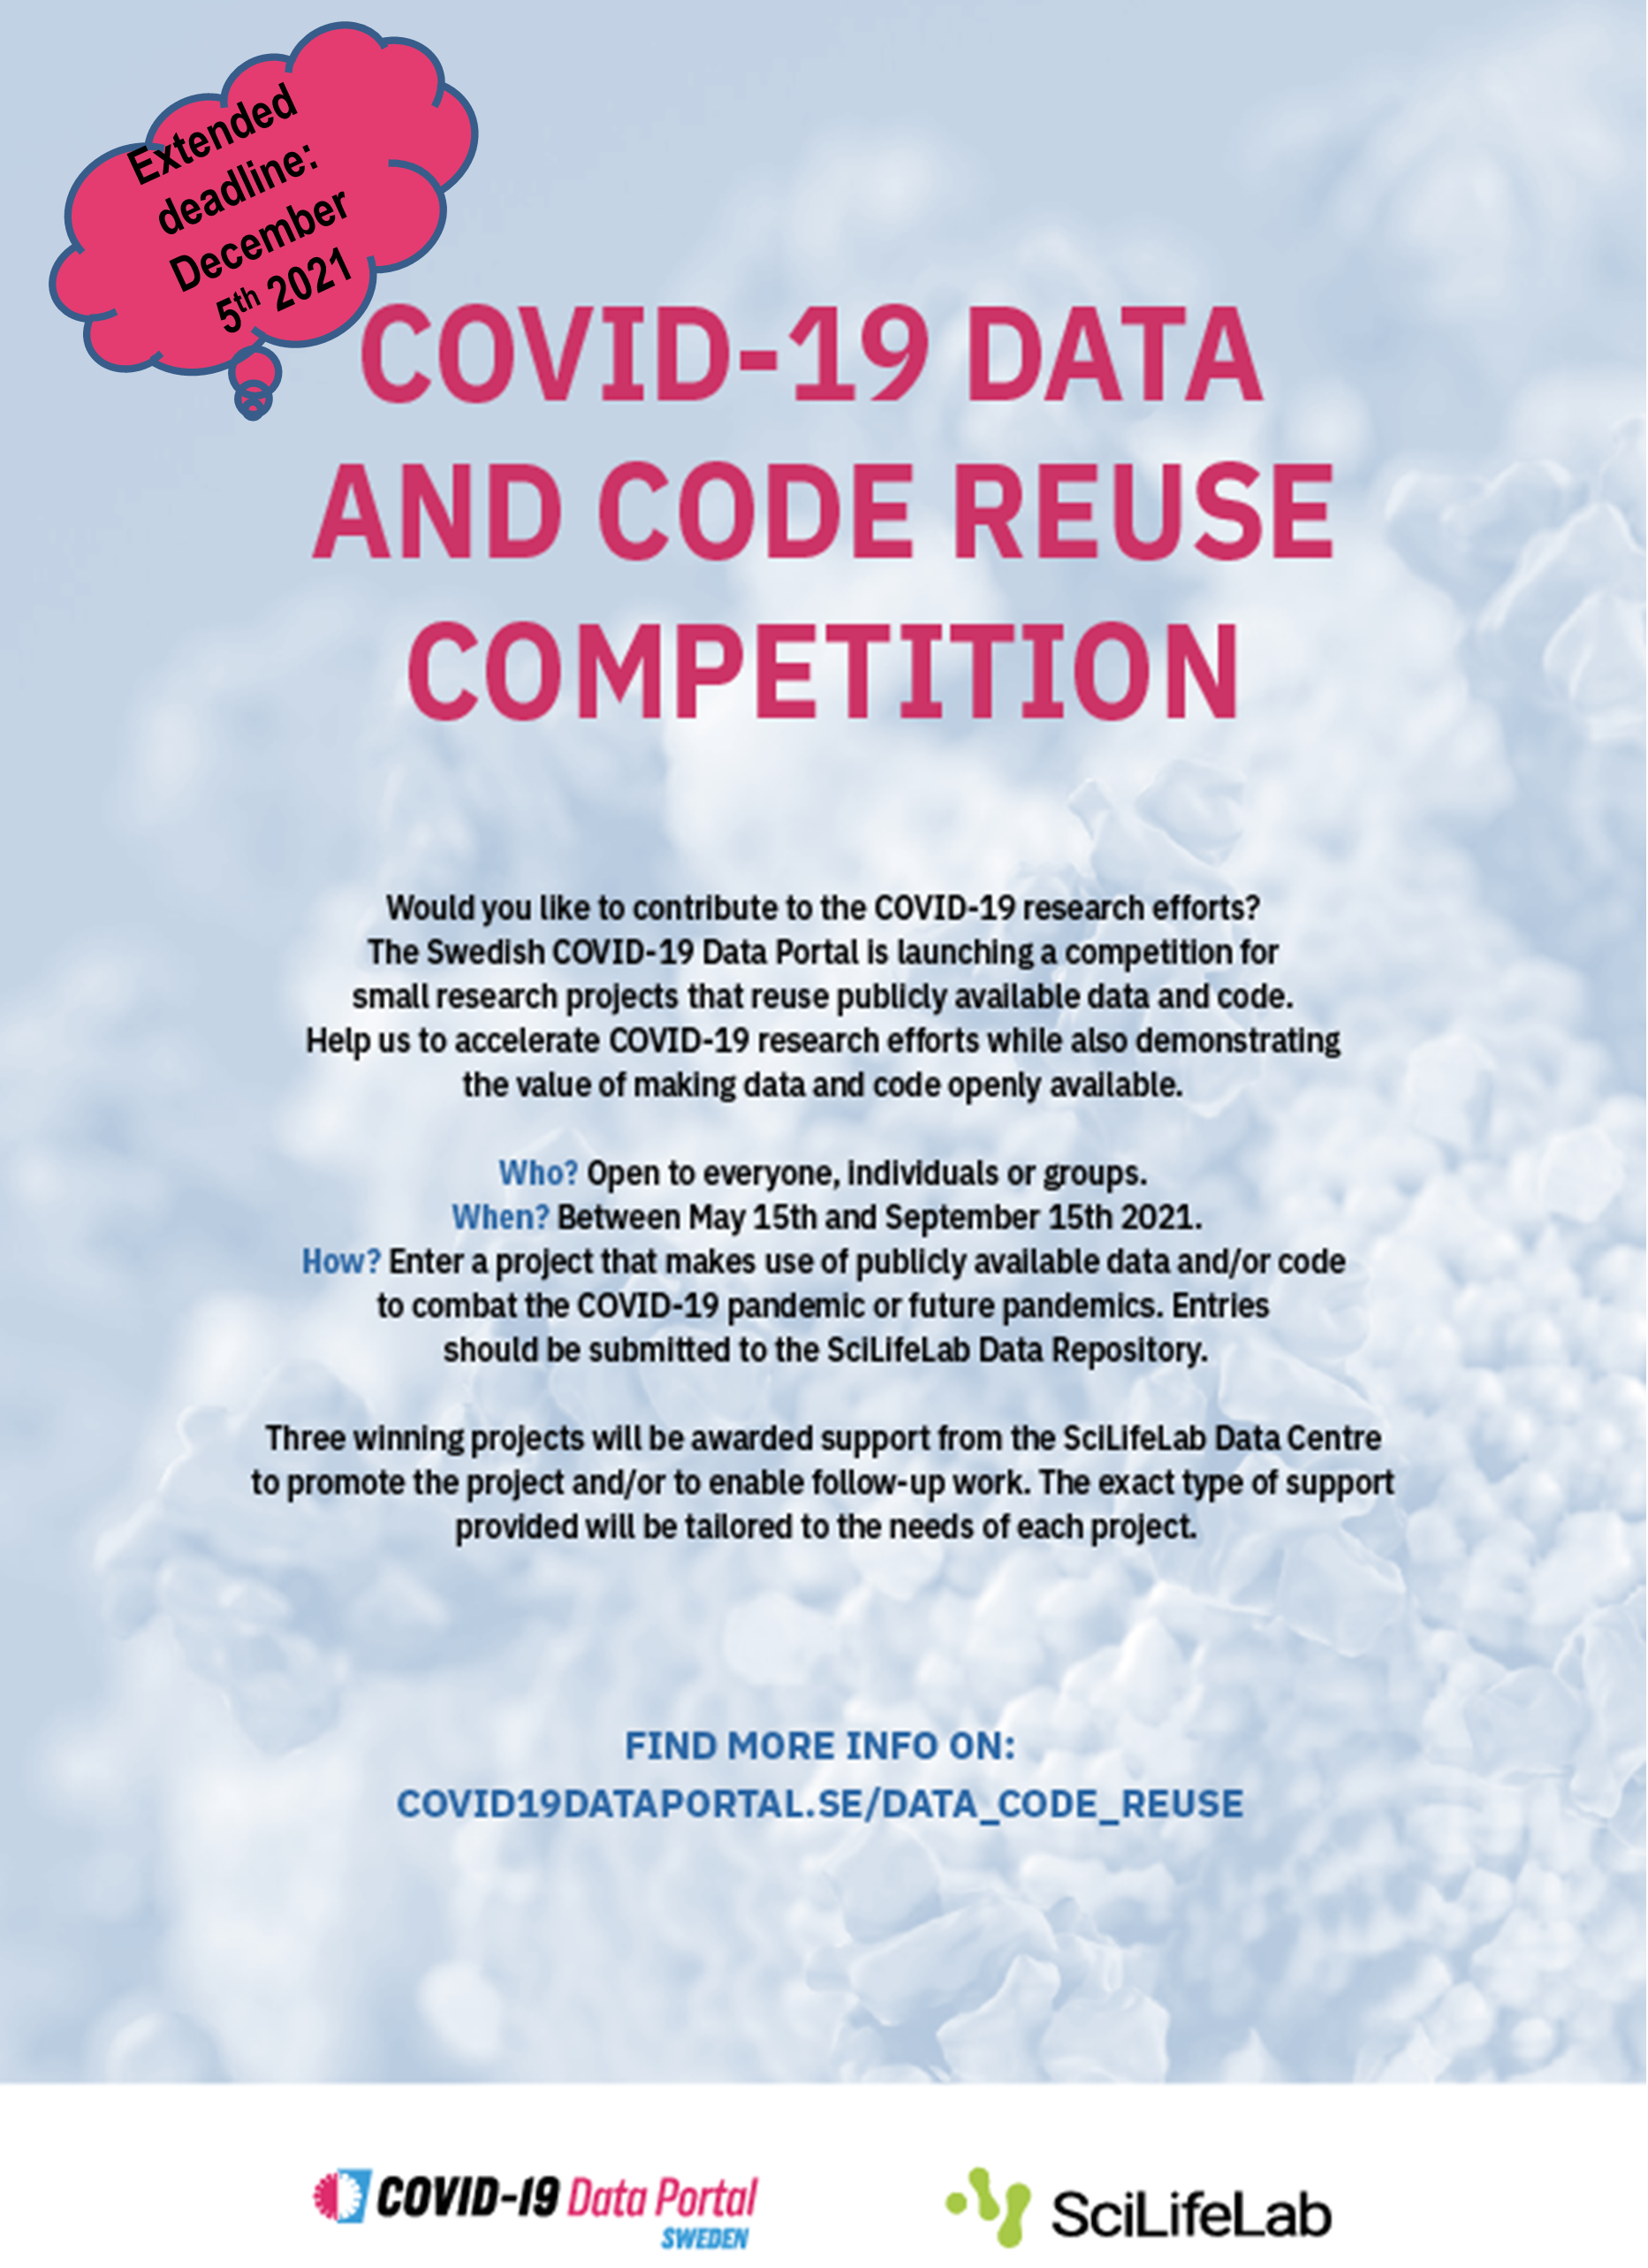 Extended
deadline:
December
5th 2021
COVID-19 DATA
AND CODE REUSE
COMPETITION
Would you like to contribute to the COVID-19 research efforts?
The Swedish COVID-19 Data Portal is launching a competition for
small research projects that reuse publicly available data and code.
Help us to accelerate COVID-19 research efforts while also demonstrating
the value of making data and code openly available.
Who? Open to everyone, individuals or groups.
When? Between May 15th and September 15th 2021.
How? Enter a project that makes use of publicly available data and/or code
to combat the COVID-19 pandemic or future pandemics. Entries
should be submitted to the SciLifeLab Data Repository.
Three winning projects will be awarded support from the SciLifeLab Data Centre
to promote the project and/or to enable follow-up work. The exact type of support
provided will be tailored to the needs of each project.
FIND MORE INFO ON:
COVID19DATAPORTAL.SE/DATA_CODE_REUSE
COVID-19 Data Portal
SWEDEN
SciLifeLab